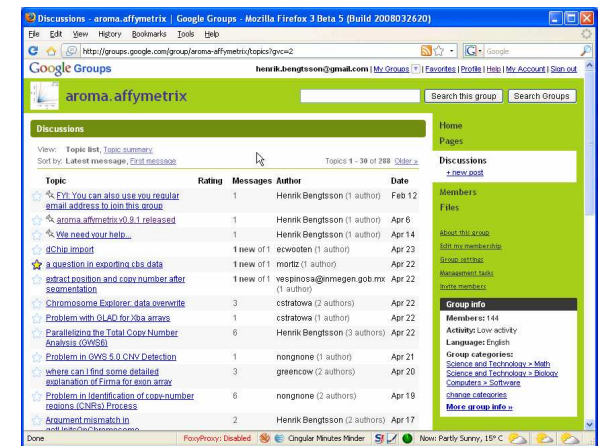 Discussions - aroma.affymetrix | Google Groups - Mozilla Firefox 3 Beta 5 (Build 2008032620)
File Edit View History Bookmarks Tools Help
http://groups.google.com/group/aroma-affymetrix/topics?gvc=2
Google
Google Groups
henrik.bengtsson@gmail.com | My Groups | Favorites | Profile | Help | My Account | Sign out
aroma.affymetrix
Search this group
Search Groups
Discussions
View: Topic list, Topic summary
Sort by: Latest message, First message
Topics 1 - 30 of 288 Older »
Topic Rating Messages Author Date
FYI: You can also use you regular
email address to join this group
1 Henrik Bengtsson (1 author) Feb 12
aroma.affymetrix v0.9.1 released 1 Henrik Bengtsson (1 author) Apr 6
We need your help... 1 Henrik Bengtsson (1 author) Apr 14
dChip import 1 new of 1 ecwooten (1 author) Apr 23
a question in exporting cbs data 1 new of 1 mortiz (1 author) Apr 22
extract position and copy number after
segmentation
1 new of 1 vespinosa@inmegen.gob.mx Apr 22
(1 author)
Chromosome Explorer: data overwrite 3 cstratowa (2 authors) Apr 22
Problem with GLAD for Xba arrays 1 cstratowa (1 author) Apr 22
Parallelizing the Total Copy Number
Analysis (GWS6)
6 Henrik Bengtsson (3 authors) Apr 22
Problem in GWS 5.0 CNV Detection 1 nongnone (1 author) Apr 21
where can I find some detailed
explanation of Firma for exon array
3 greencow (2 authors) Apr 20
Problem in Identification of copy-number
regions (CNRs) Process
6 nongnone (2 authors) Apr 19
Argument mismatch in
getUnitsOnChromosome
2 Henrik Bengtsson (1 author) Apr 17
Home
Pages
Discussions
+ new post
Members
Files
About this group
Edit my membership
Group settings
Management tasks
Invite members
Group info
Members: 144
Activity: Low activity
Language: English
Group categories:
Science and Technology > Math
Science and Technology > Biology
Computers > Software
change categories
More group info »
Done
FoxyProxy: Disabled
Cingular Minutes Minder
Now: Partly Sunny, 15° C